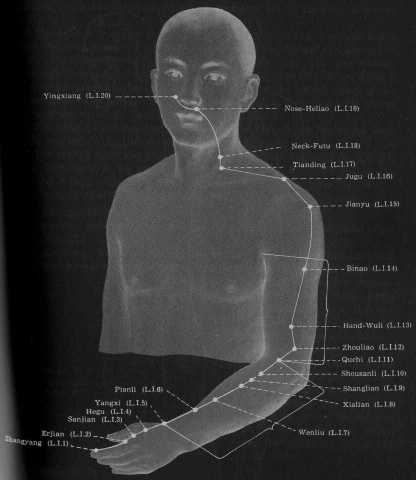 Yingxiang (L.I.20)
Nose-Heliao (L.I.19)
Neck-Futu (L.I.18)
Tianding (L.I.17)
Jugu (L.I.16)
Jianyu (L.I.15)
Binao (L.I.14)
Hand-Wuli (L.I.13)
Zhouliao (L.I.12)
Quchi (L.I.11)
Shousanli (L.I.10)
Shanglian (L.I.9)
Xialian (L.I.8)
Pianli (L.I.6)
Yangxi (L.I.5)
Hegu (L.I.4)
Sanjian (L.I.3)
Wenliu (L.I.7)
Erjian (L.I.2)
Shangyang (L.I.1)